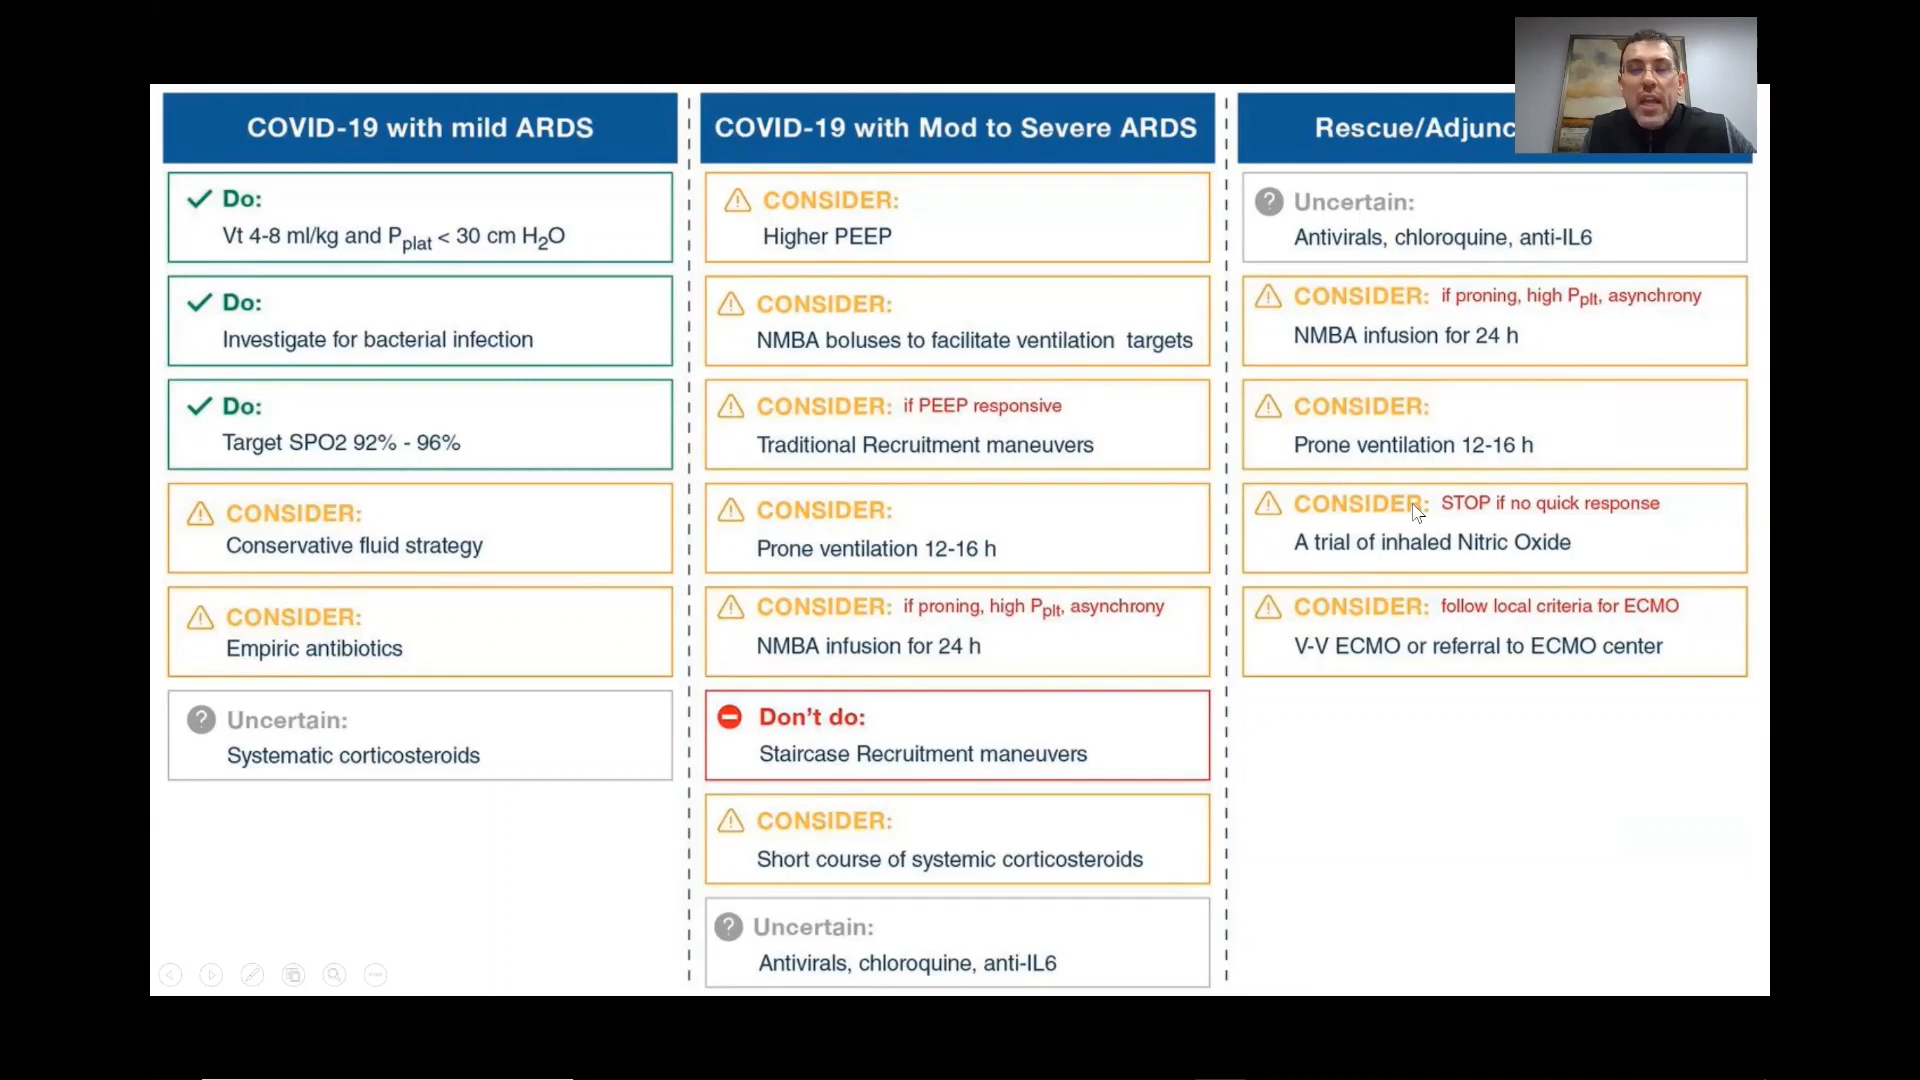 COVID-19 with mild ARDS
Do:
Vt 4-8 ml/kg and Pplat < 30 cm H2O
Do:
Investigate for bacterial infection
Do:
Target SPO2 92% - 96%
CONSIDER:
Conservative fluid strategy
CONSIDER:
Empiric antibiotics
Uncertain:
Systematic corticosteroids
COVID-19 with Mod to Severe ARDS
CONSIDER:
Higher PEEP
CONSIDER:
NMBA boluses to facilitate ventilation targets
CONSIDER: if PEEP responsive
Traditional Recruitment maneuvers
CONSIDER:
Prone ventilation 12-16 h
CONSIDER: if proning, high Pplt, asynchrony
NMBA infusion for 24 h
Don't do:
Staircase Recruitment maneuvers
CONSIDER:
Short course of systemic corticosteroids
Uncertain:
Antivirals, chloroquine, anti-IL6
Rescue/Adjunc
Uncertain:
Antivirals, chloroquine, anti-IL6
CONSIDER: if proning, high Pplt, asynchrony
NMBA infusion for 24 h
CONSIDER:
Prone ventilation 12-16 h
CONSIDER: STOP if no quick response
A trial of inhaled Nitric Oxide
CONSIDER: follow local criteria for ECMO
V-V ECMO or referral to ECMO center